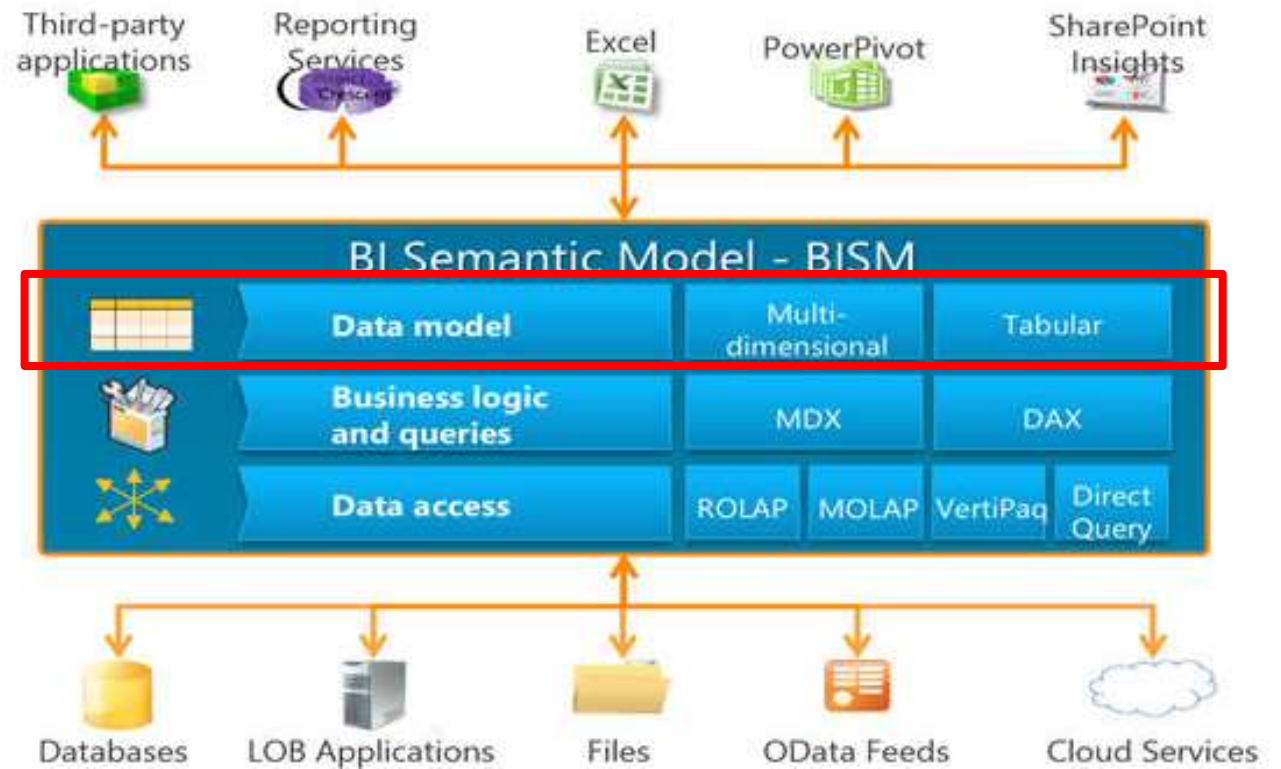 Third-party
applications
Reporting
Services
Crescent
Excel
PowerPivot
SharePoint
Insights
BI Semantic Model - BISM
Data model
Multi-
dimensional
Tabular
Business logic
and queries
MDX
DAX
Data access
ROLAP
MOLAP
VertiPaq
Direct
Query
Databases
LOB Applications
Files
OData Feeds
Cloud Services